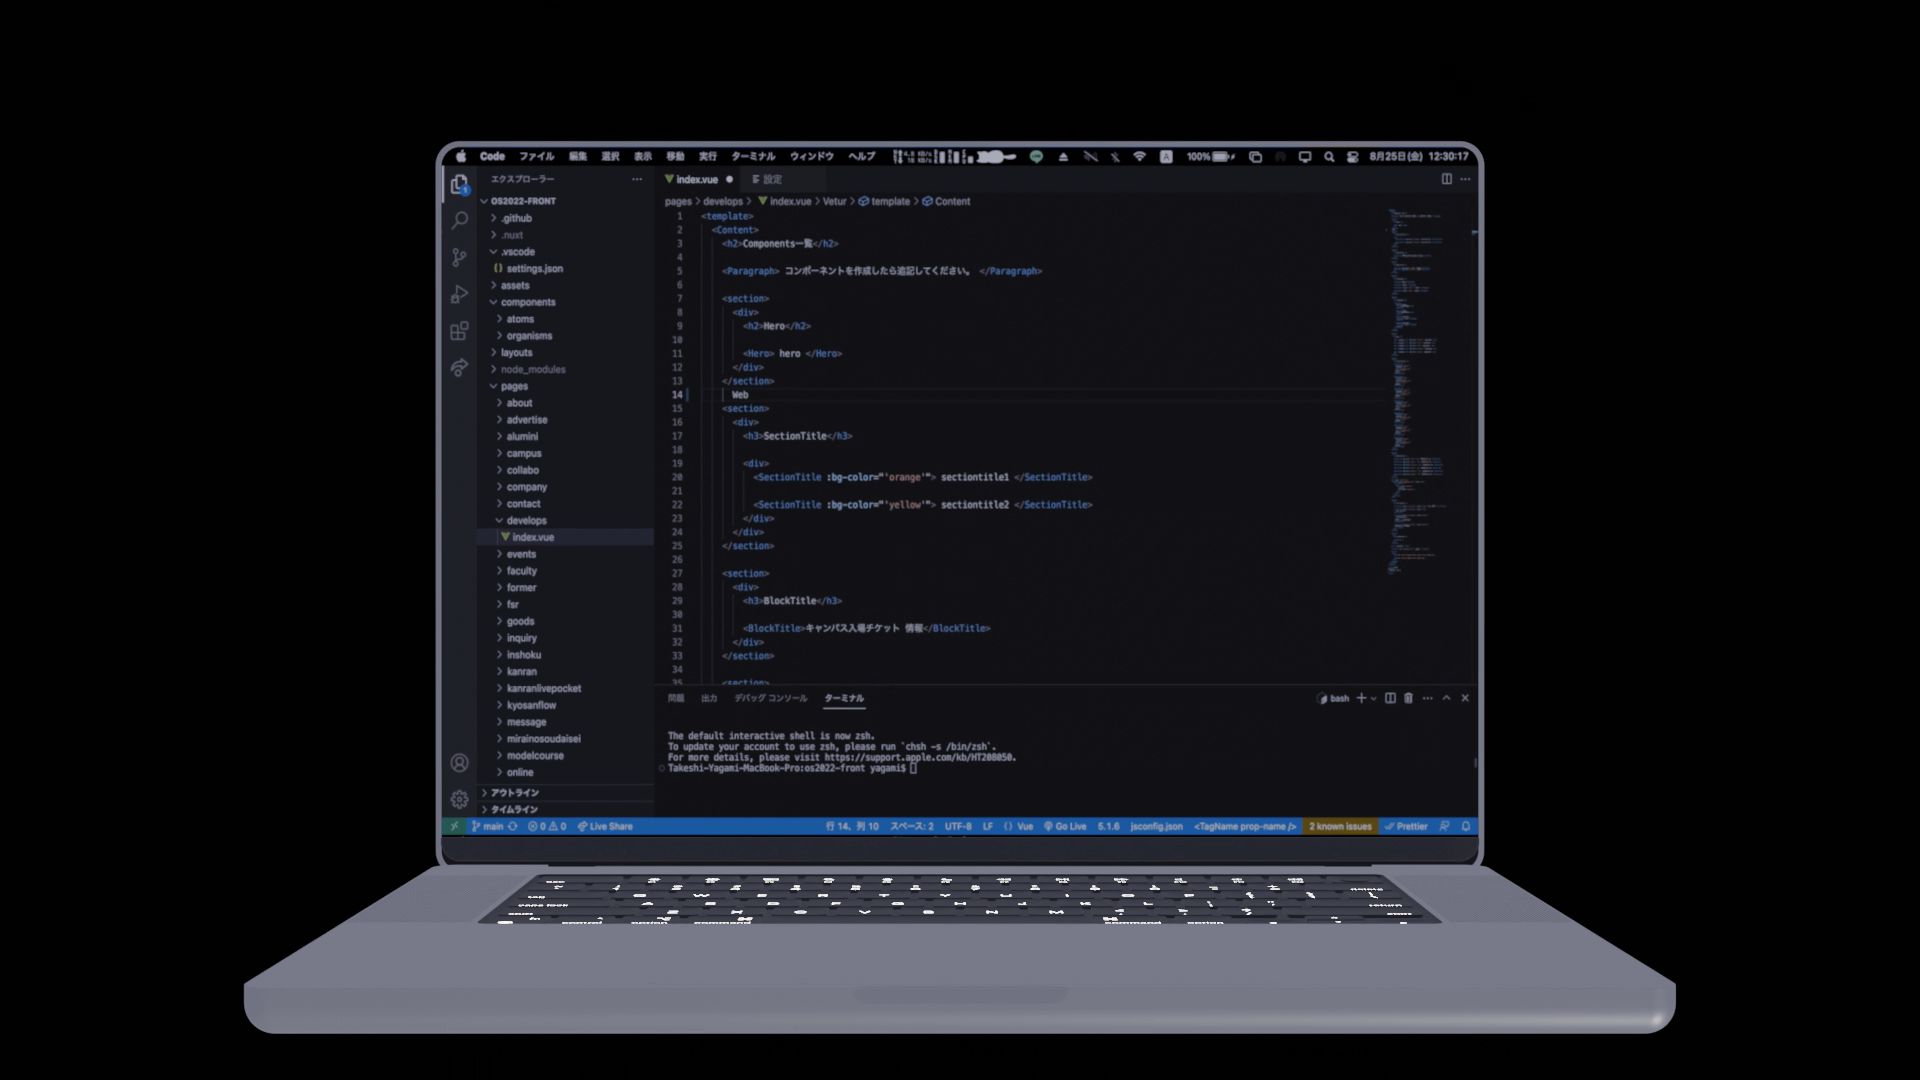 Code ファイル 編集 選択 表示 移動 実行 ターミナル ウィンドウ ヘルプ 100% 8月25日(金) 12:30:17
エクスプローラー
OS2022-FRONT
.github
.nuxt
.vscode
settings.json
assets
components
atoms
organisms
layouts
node_modules
pages
about
advertise
alumini
campus
collabo
company
contact
develops
index.vue
events
faculty
former
fsr
goods
inquiry
inshoku
kanran
kanranlivepocket
kyosanflow
message
mirainosoudaisei
modelcourse
online
アウトライン
タイムライン
index.vue 設定
pages > develops > index.vue > Vetur > template > Content
1 <template>
2 <Content>
3 <h2>Components一覧</h2>
4
5 <Paragraph> コンポーネントを作成したら追記してください。 </Paragraph>
6
7 <section>
8 <div>
9 <h2>Hero</h2>
10
11 <Hero> hero </Hero>
12 </div>
13 </section>
14 Web
15 <section>
16 <div>
17 <h3>SectionTitle</h3>
18
19 <div>
20 <SectionTitle :bg-color="'orange'"> sectiontitle1 </SectionTitle>
21
22 <SectionTitle :bg-color="'yellow'"> sectiontitle2 </SectionTitle>
23 </div>
24 </div>
25 </section>
26
27 <section>
28 <div>
29 <h3>BlockTitle</h3>
30
31 <BlockTitle>キャンパス入場チケット 情報</BlockTitle>
32 </div>
33 </section>
34
35 <section>
問題 出力 デバッグ コンソール ターミナル bash
The default interactive shell is now zsh.
To update your account to use zsh, please run `chsh -s /bin/zsh`.
For more details, please visit https://support.apple.com/kb/HT208050.
Takeshi-Yagami-MacBook-Pro:os2022-front yagami$
main 0 0 Live Share 行 14、列 10 スペース: 2 UTF-8 LF Vue Go Live 5.1.6 jsconfig.json <TagName prop-name /> 2 known issues Prettier